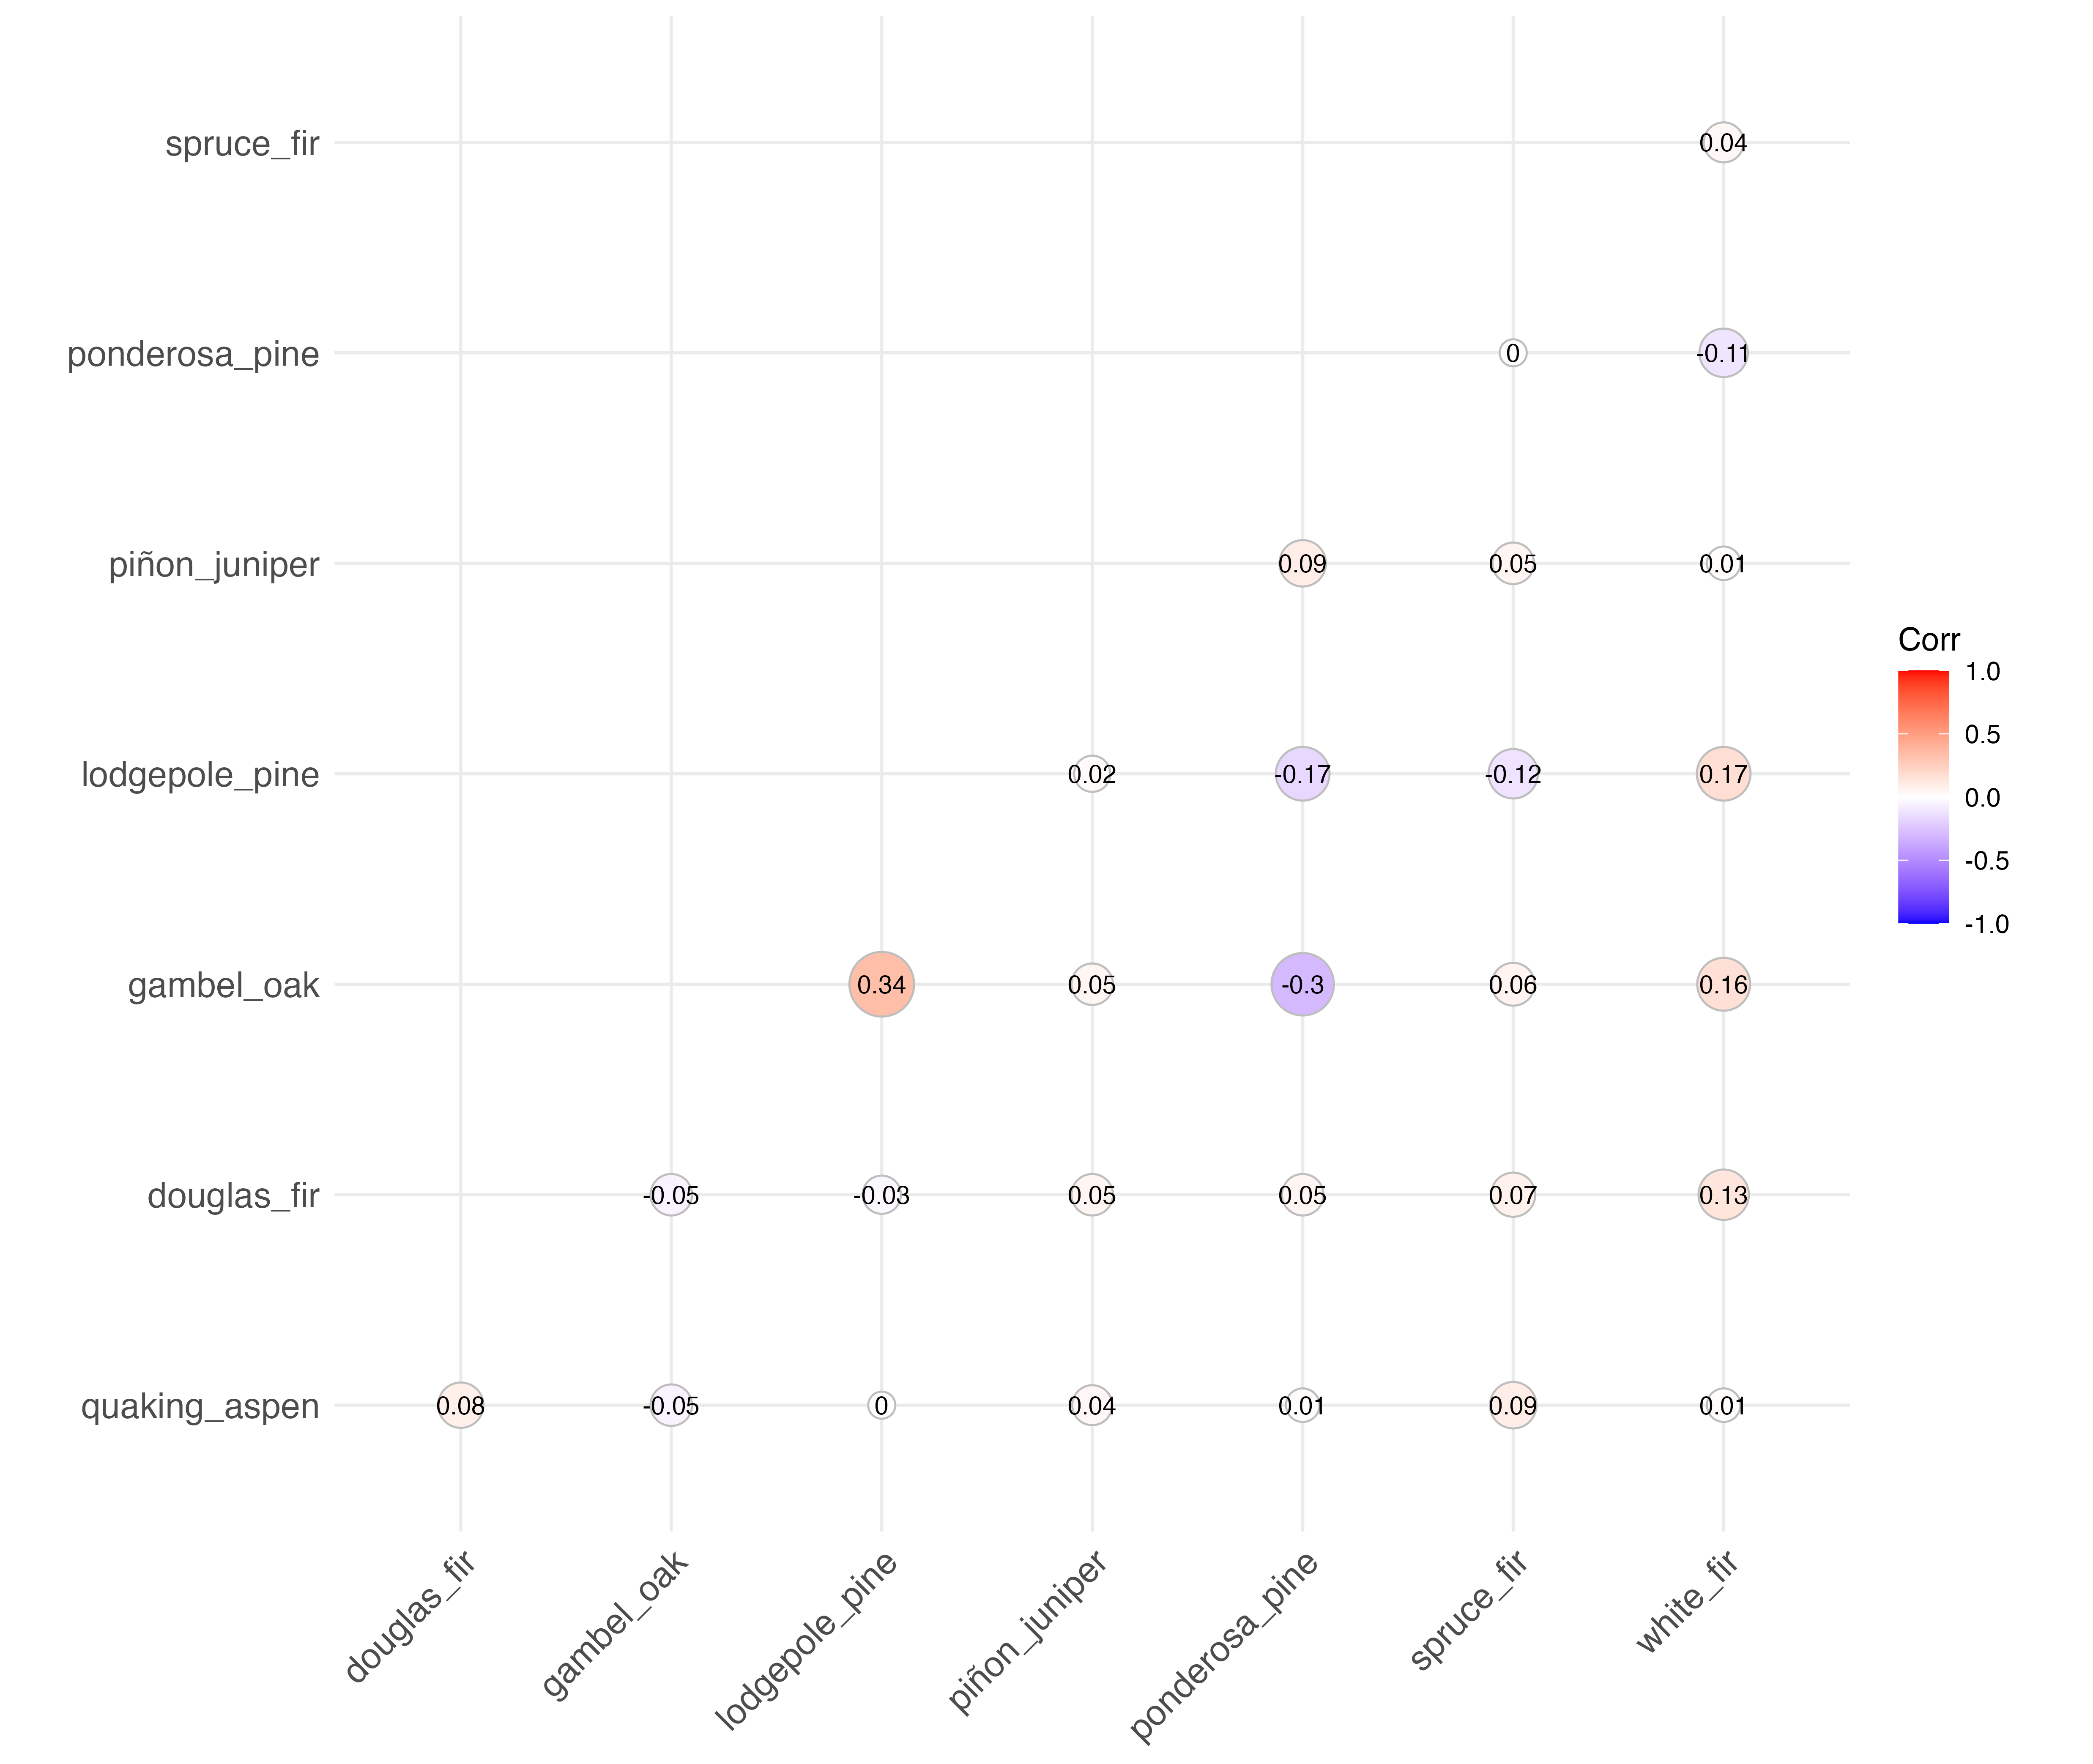 spruce_fir
0.04
ponderosa_pine
0
-0.11
piñon_juniper
0.09
0.05
0.01
Corr
1.0
0.5
0.0
-0.5
-1.0
lodgepole_pine
0.02
-0.17
-0.12
0.17
gambel_oak
0.34
0.05
-0.3
0.06
0.16
douglas_fir
-0.05
-0.03
0.05
0.05
0.07
0.13
quaking_aspen
0.08
-0.05
0
0.04
0.01
0.09
0.01
douglas_fir
gambel_oak
lodgepole_pine
piñon_juniper
ponderosa_pine
spruce_fir
white_fir